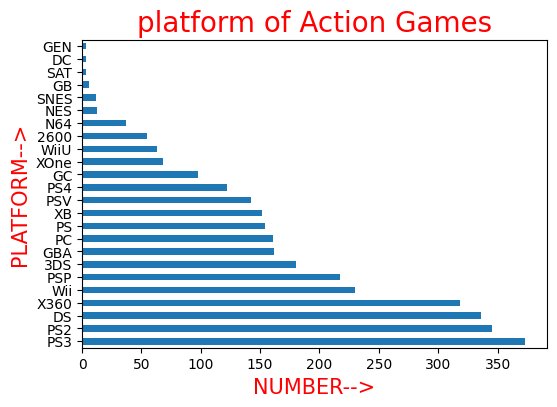 platform of Action Games
PLATFORM-->
GEN
DC
SAT
GB
SNES
NES
N64
2600
WiiU
XOne
GC
PS4
PSV
XB
PS
PC
GBA
3DS
PSP
Wii
X360
DS
PS2
PS3
0 50 100 150 200 250 300 350
NUMBER-->